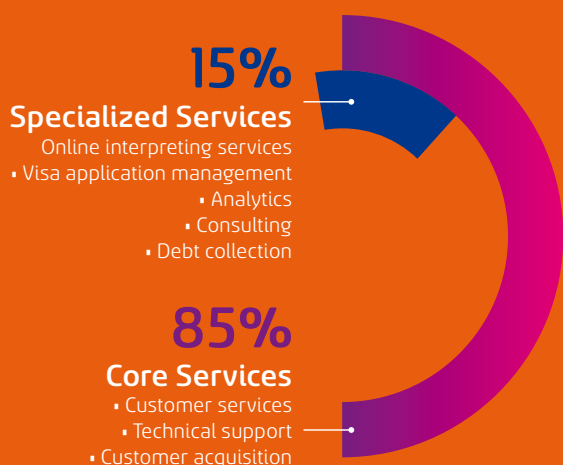 15%
Specialized Services
Online interpreting services
▪ Visa application management
▪ Analytics
▪ Consulting
▪ Debt collection
85%
Core Services
▪ Customer services
▪ Technical support
▪ Customer acquisition